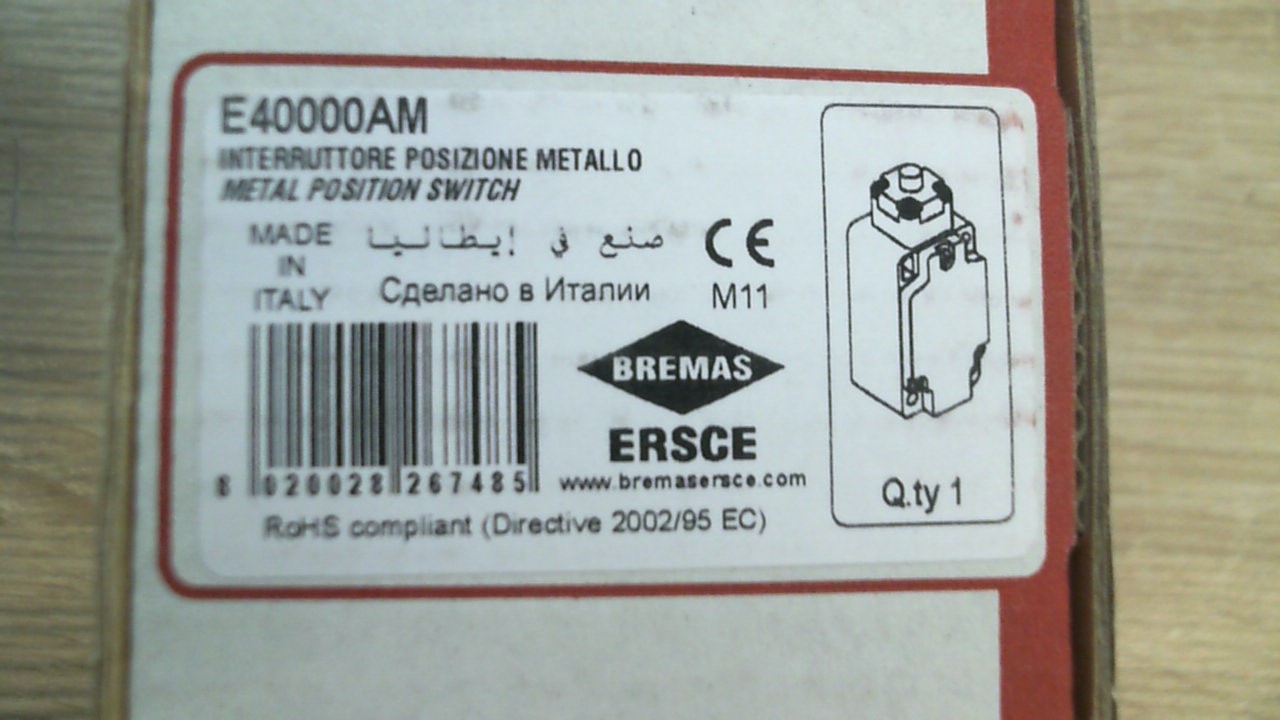 E40000AM
INTERRUTTORE POSIZIONE METALLO
METAL POSITION SWITCH
MADE
IN
ITALY
صنع في إيطاليا
Сделано в Италии
CE
M11
BREMAS
ERSCE
www.bremasersce.com
8 020028 267485
RoHS compliant (Directive 2002/95 EC)
Q.ty 1